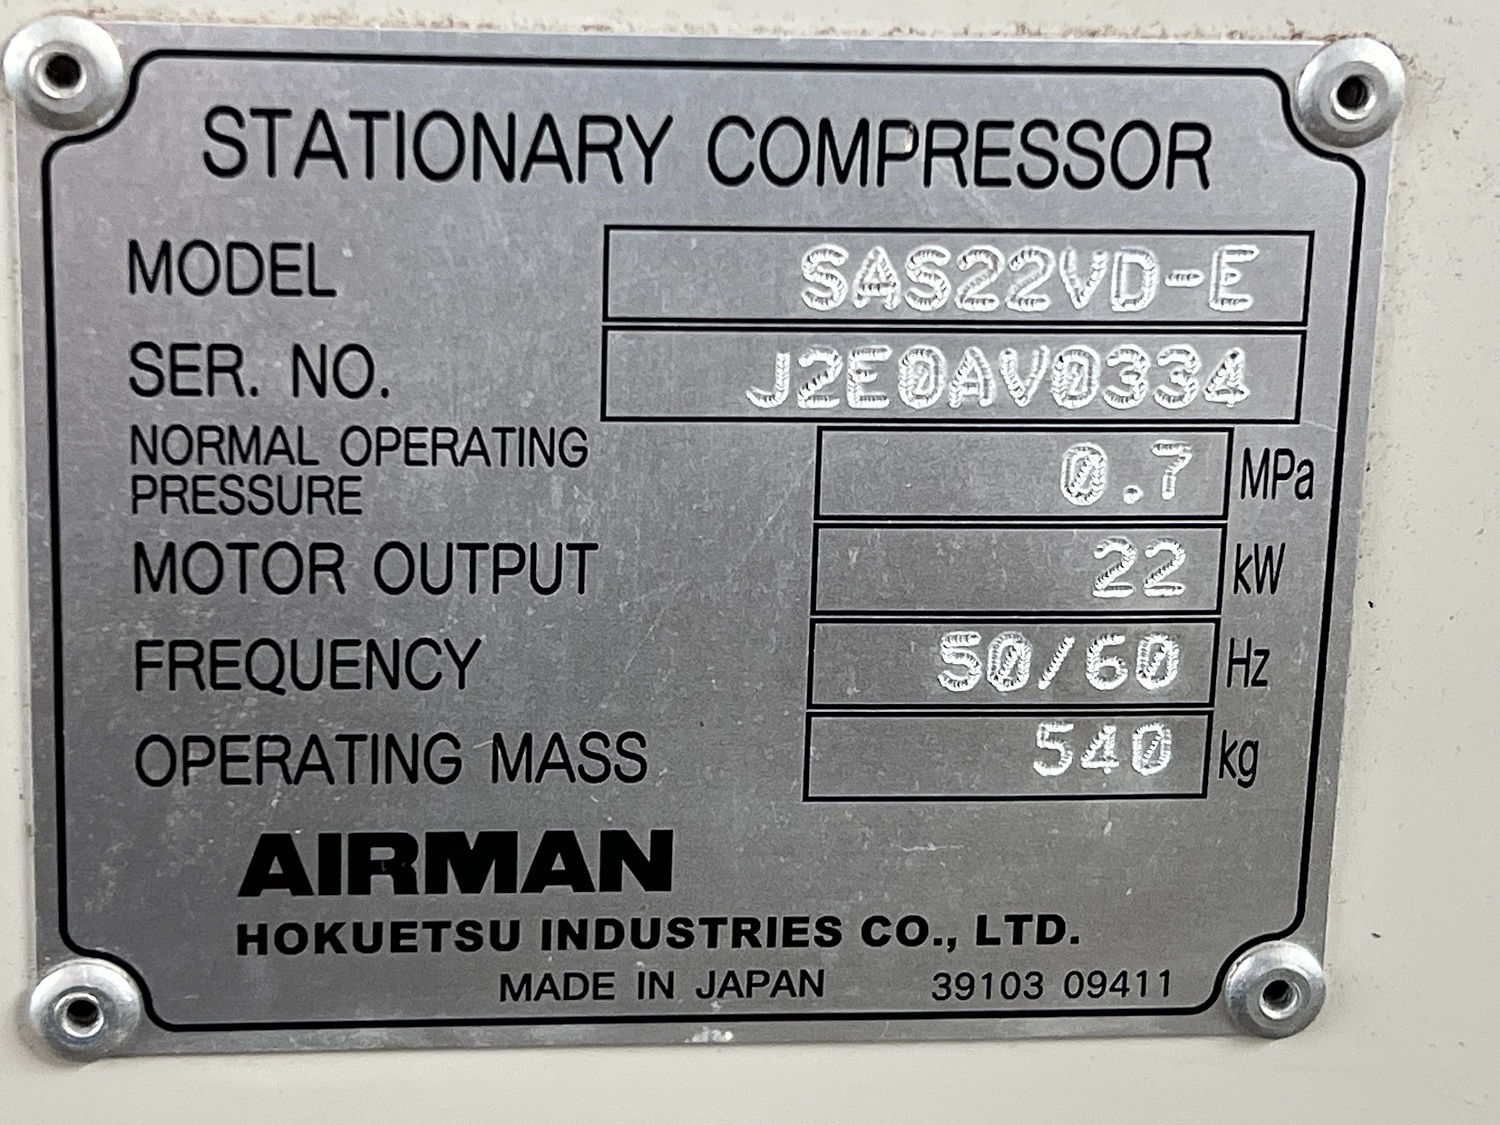 STATIONARY COMPRESSOR
MODEL SAS22VD-E
SER. NO. J2E0AV0334
NORMAL OPERATING
PRESSURE 0.7 MPa
MOTOR OUTPUT 22 kW
FREQUENCY 50/60 Hz
OPERATING MASS 540 kg
AIRMAN
HOKUETSU INDUSTRIES CO., LTD.
MADE IN JAPAN 39103 09411